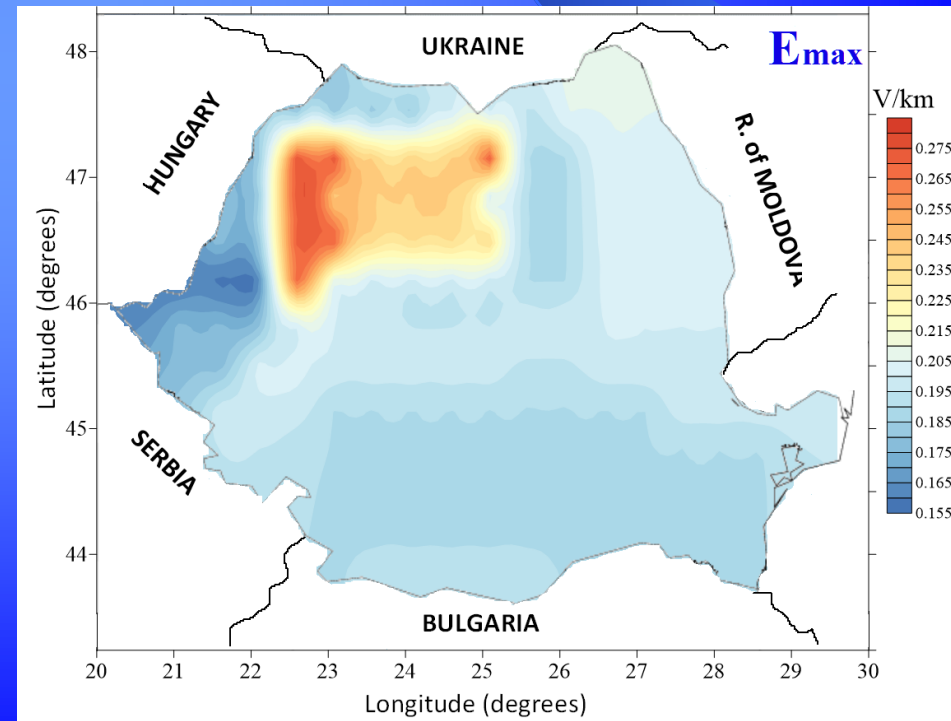 UKRAINE
Emax
V/km
HUNGARY
R. of MOLDOVA
SERBIA
BULGARIA
Latitude (degrees)
48
47
46
45
44
20 21 22 23 24 25 26 27 28 29 30
Longitude (degrees)
0.275
0.265
0.255
0.245
0.235
0.225
0.215
0.205
0.195
0.185
0.175
0.165
0.155